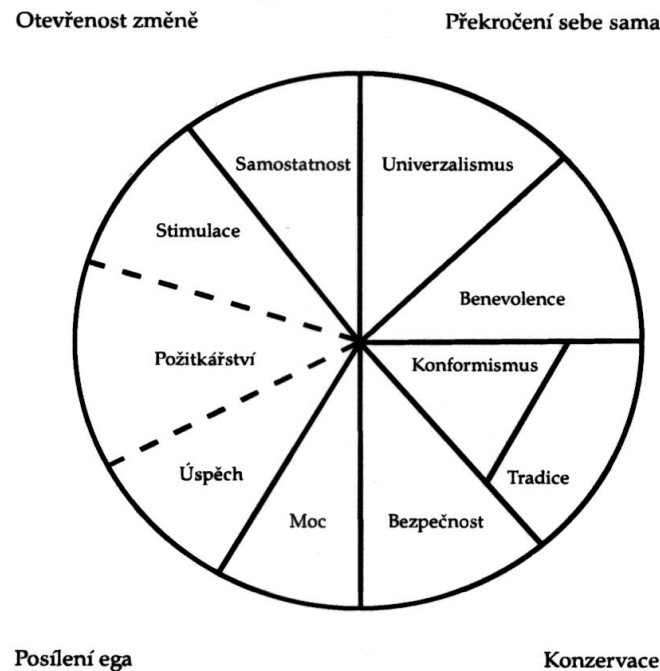 Otevřenost změně
Překročení sebe sama
Samostatnost
Univerzalismus
Stimulace
Benevolence
Požitkářství
Konformismus
Úspěch
Tradice
Moc
Bezpečnost
Posílení ega
Konzervace